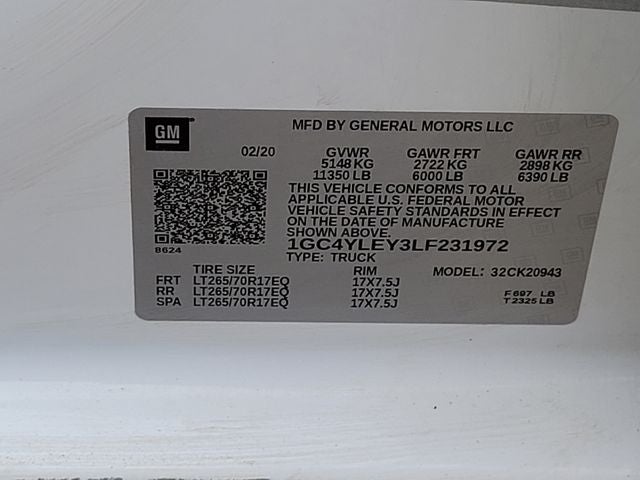 GM
MFD BY GENERAL MOTORS LLC
02/20 GVWR GAWR FRT GAWR RR
5148 KG 2722 KG 2898 KG
11350 LB 6000 LB 6390 LB
THIS VEHICLE CONFORMS TO ALL
APPLICABLE U.S. FEDERAL MOTOR
VEHICLE SAFETY STANDARDS IN EFFECT
ON THE DATE OF MANUFACTURE
SHOWN ABOVE.
8624
1GC4YLEY3LF231972
TYPE: TRUCK
TIRE SIZE RIM MODEL: 32CK20943
FRT LT265/70R17EQ 17X7.5J
RR LT265/70R17EQ 17X7.5J
SPA LT265/70R17EQ 17X7.5J
F 697 LB
T 2325 LB